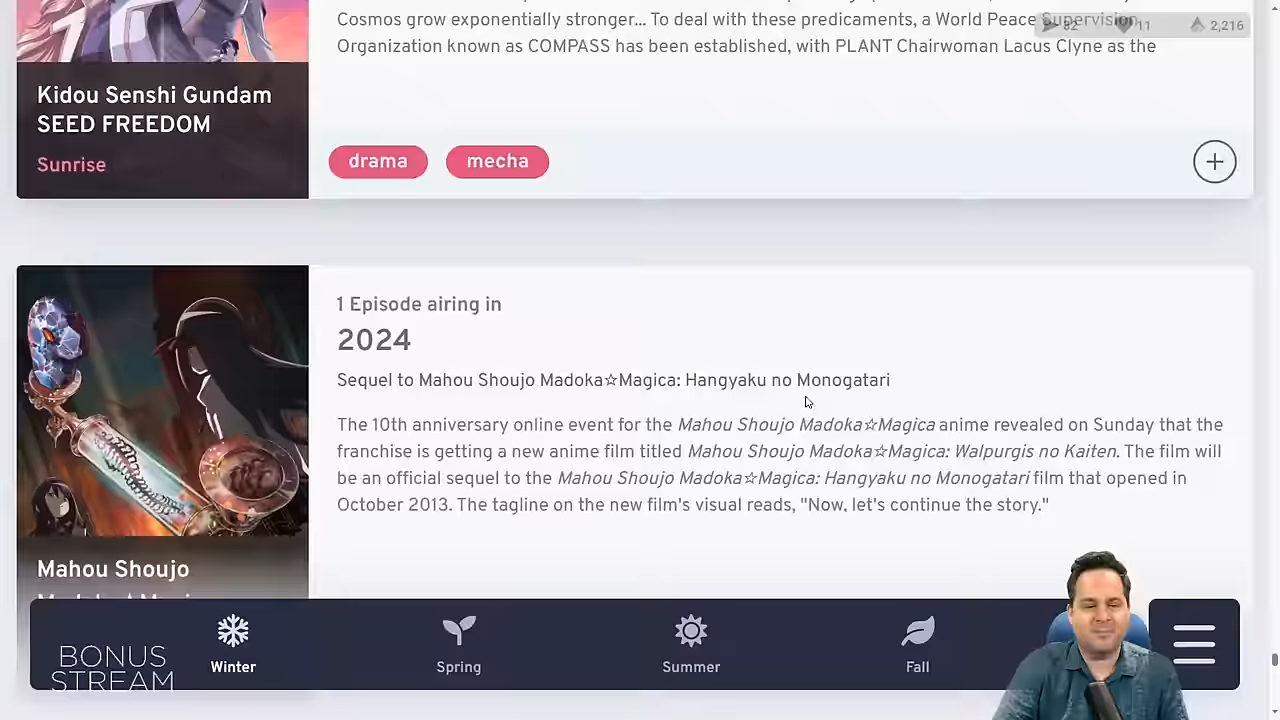 Cosmos grow exponentially stronger... To deal with these predicaments, a World Peace Supervision
Organization known as COMPASS has been established, with PLANT Chairwoman Lacus Clyne as the
82 11 2,216
Kidou Senshi Gundam
SEED FREEDOM
Sunrise
drama mecha
1 Episode airing in
2024
Sequel to Mahou Shoujo Madoka☆Magica: Hangyaku no Monogatari
The 10th anniversary online event for the Mahou Shoujo Madoka☆Magica anime revealed on Sunday that the
franchise is getting a new anime film titled Mahou Shoujo Madoka☆Magica: Walpurgis no Kaiten. The film will
be an official sequel to the Mahou Shoujo Madoka☆Magica: Hangyaku no Monogatari film that opened in
October 2013. The tagline on the new film's visual reads, "Now, let's continue the story."
Mahou Shoujo
BONUS
STREAM
Winter Spring Summer Fall